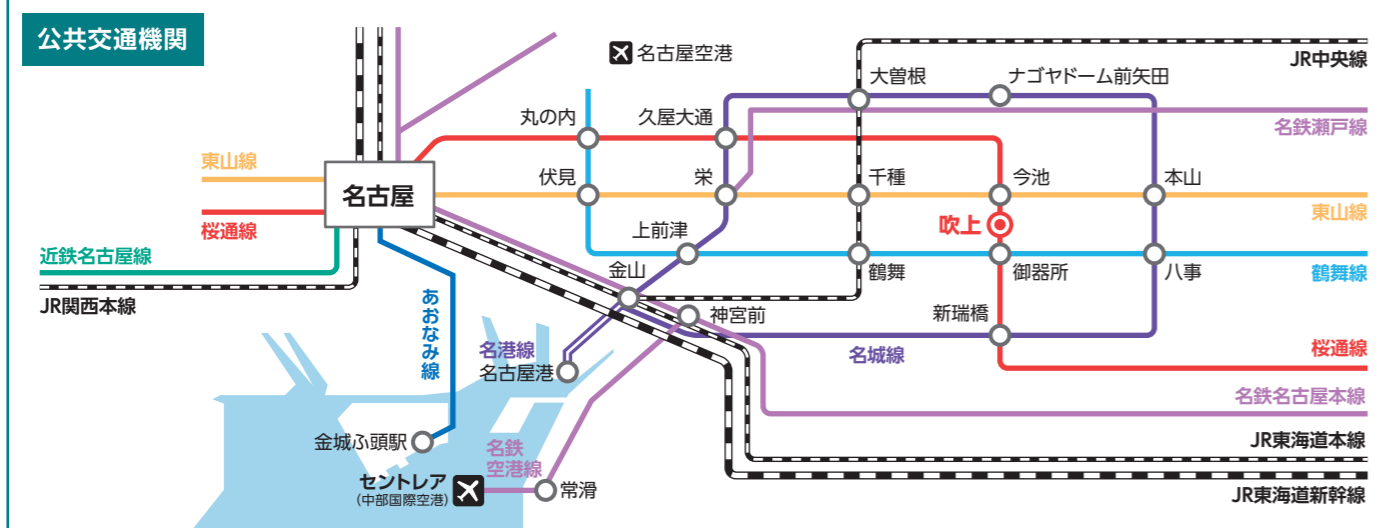 公共交通機関
名古屋空港
JR中央線
大曽根
ナゴヤドーム前矢田
丸の内
久屋大通
名鉄瀬戸線
東山線
名古屋
伏見
栄
千種
今池
本山
東山線
桜通線
吹上
上前津
近鉄名古屋線
金山
鶴舞
御器所
八事
鶴舞線
JR関西本線
あおなみ線
神宮前
新瑞橋
名港線
名古屋港
名城線
桜通線
名鉄名古屋本線
金城ふ頭駅
名鉄
空港線
JR東海道本線
セントレア
(中部国際空港)
常滑
JR東海道新幹線